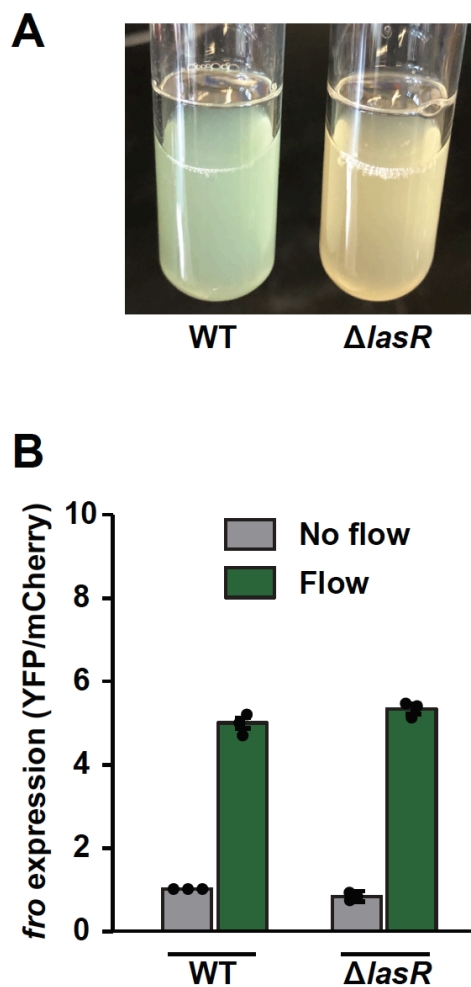 A
WT ΔlasR
B
fro expression (YFP/mCherry)
10
8
6
4
2
0
No flow
Flow
WT ΔlasR